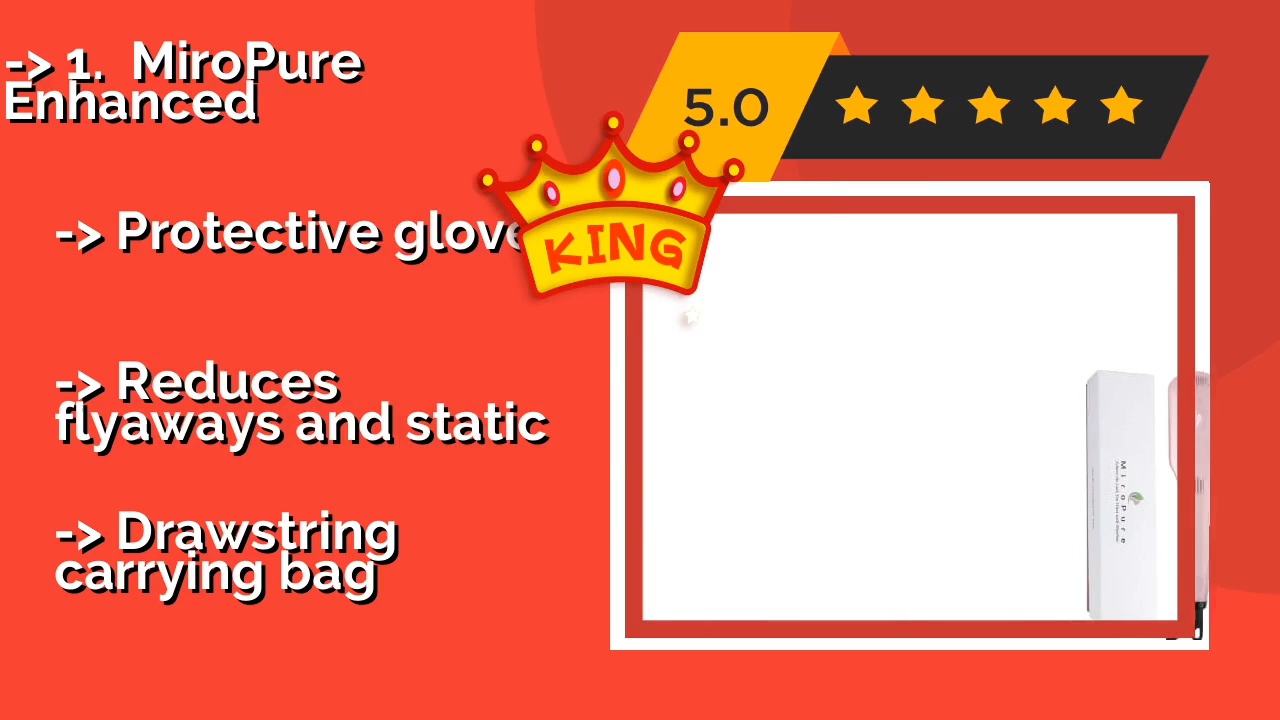 -> 1. MiroPure
Enhanced
5.0
-> Protective glove
KING
-> Reduces
flyaways and static
-> Drawstring
carrying bag
MiroPure